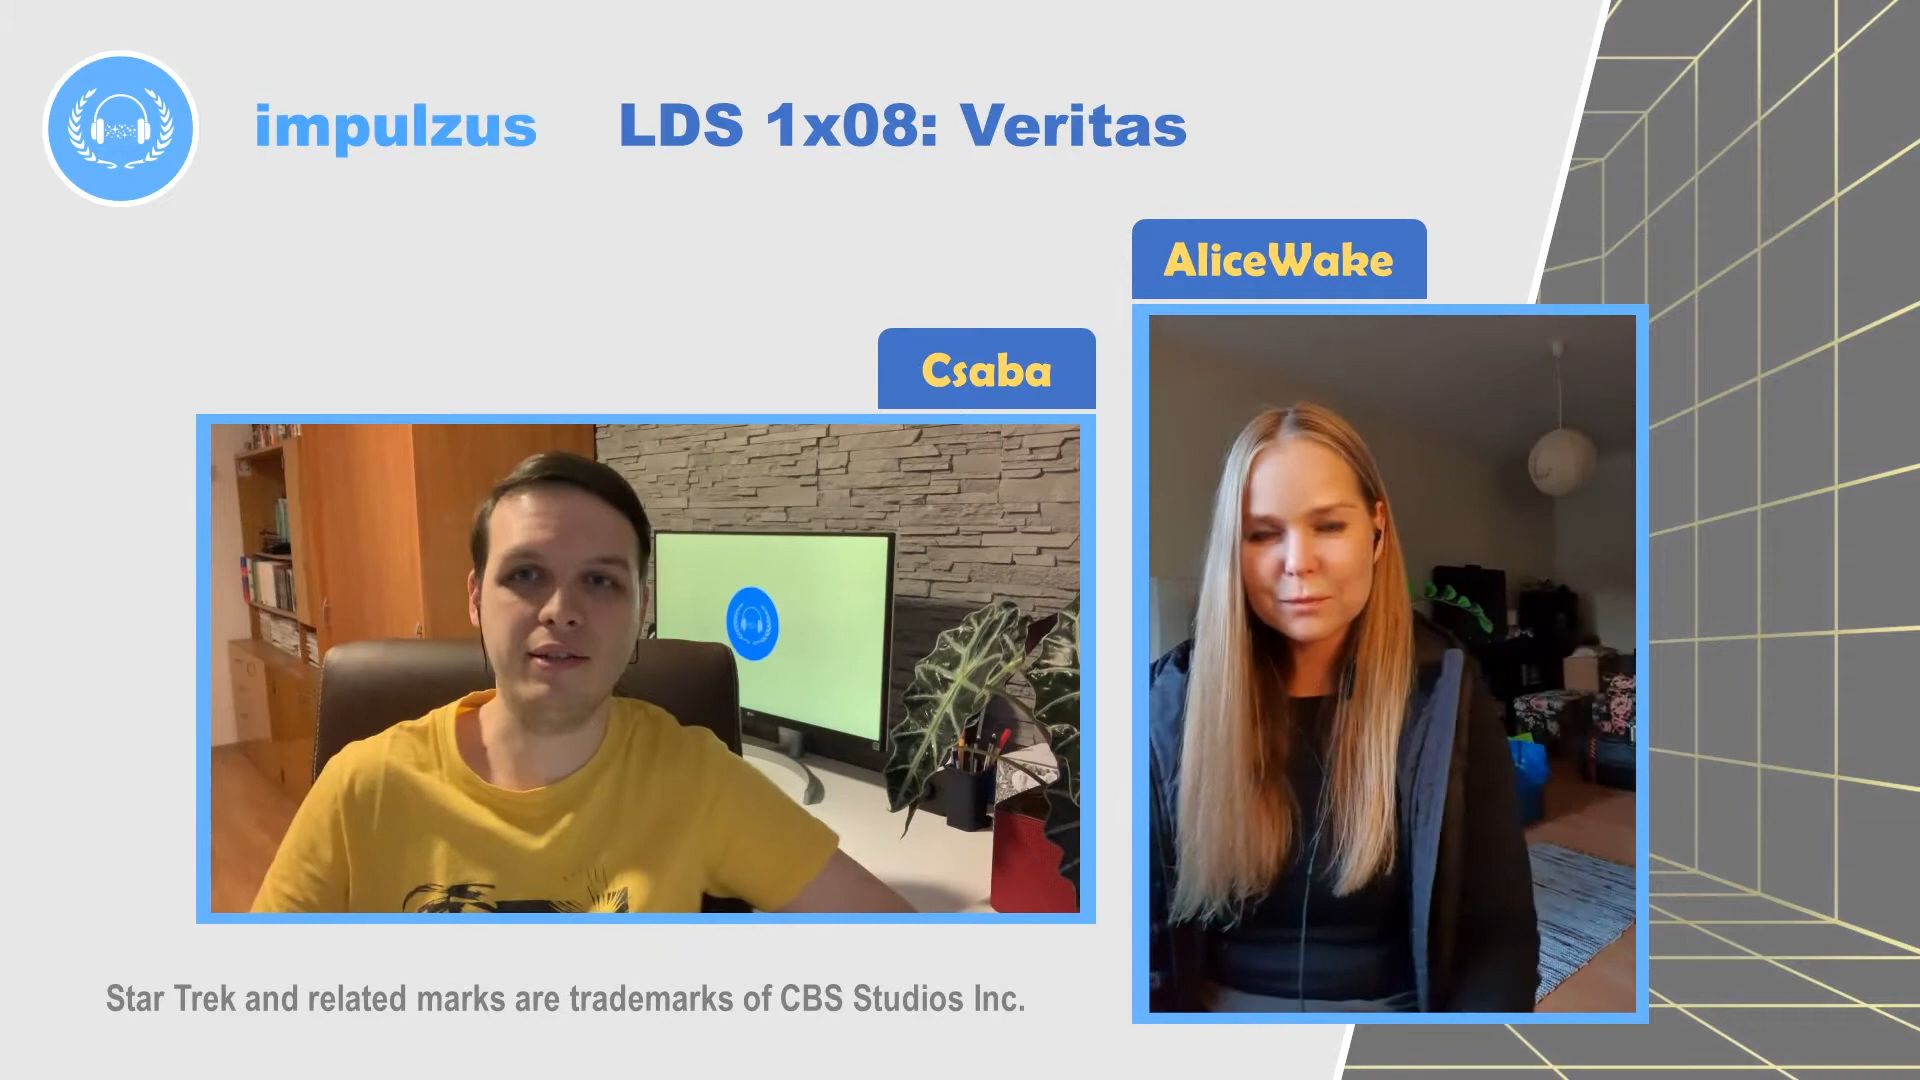 impulzus
LDS 1x08: Veritas
AliceWake
Csaba
Star Trek and related marks are trademarks of CBS Studios Inc.